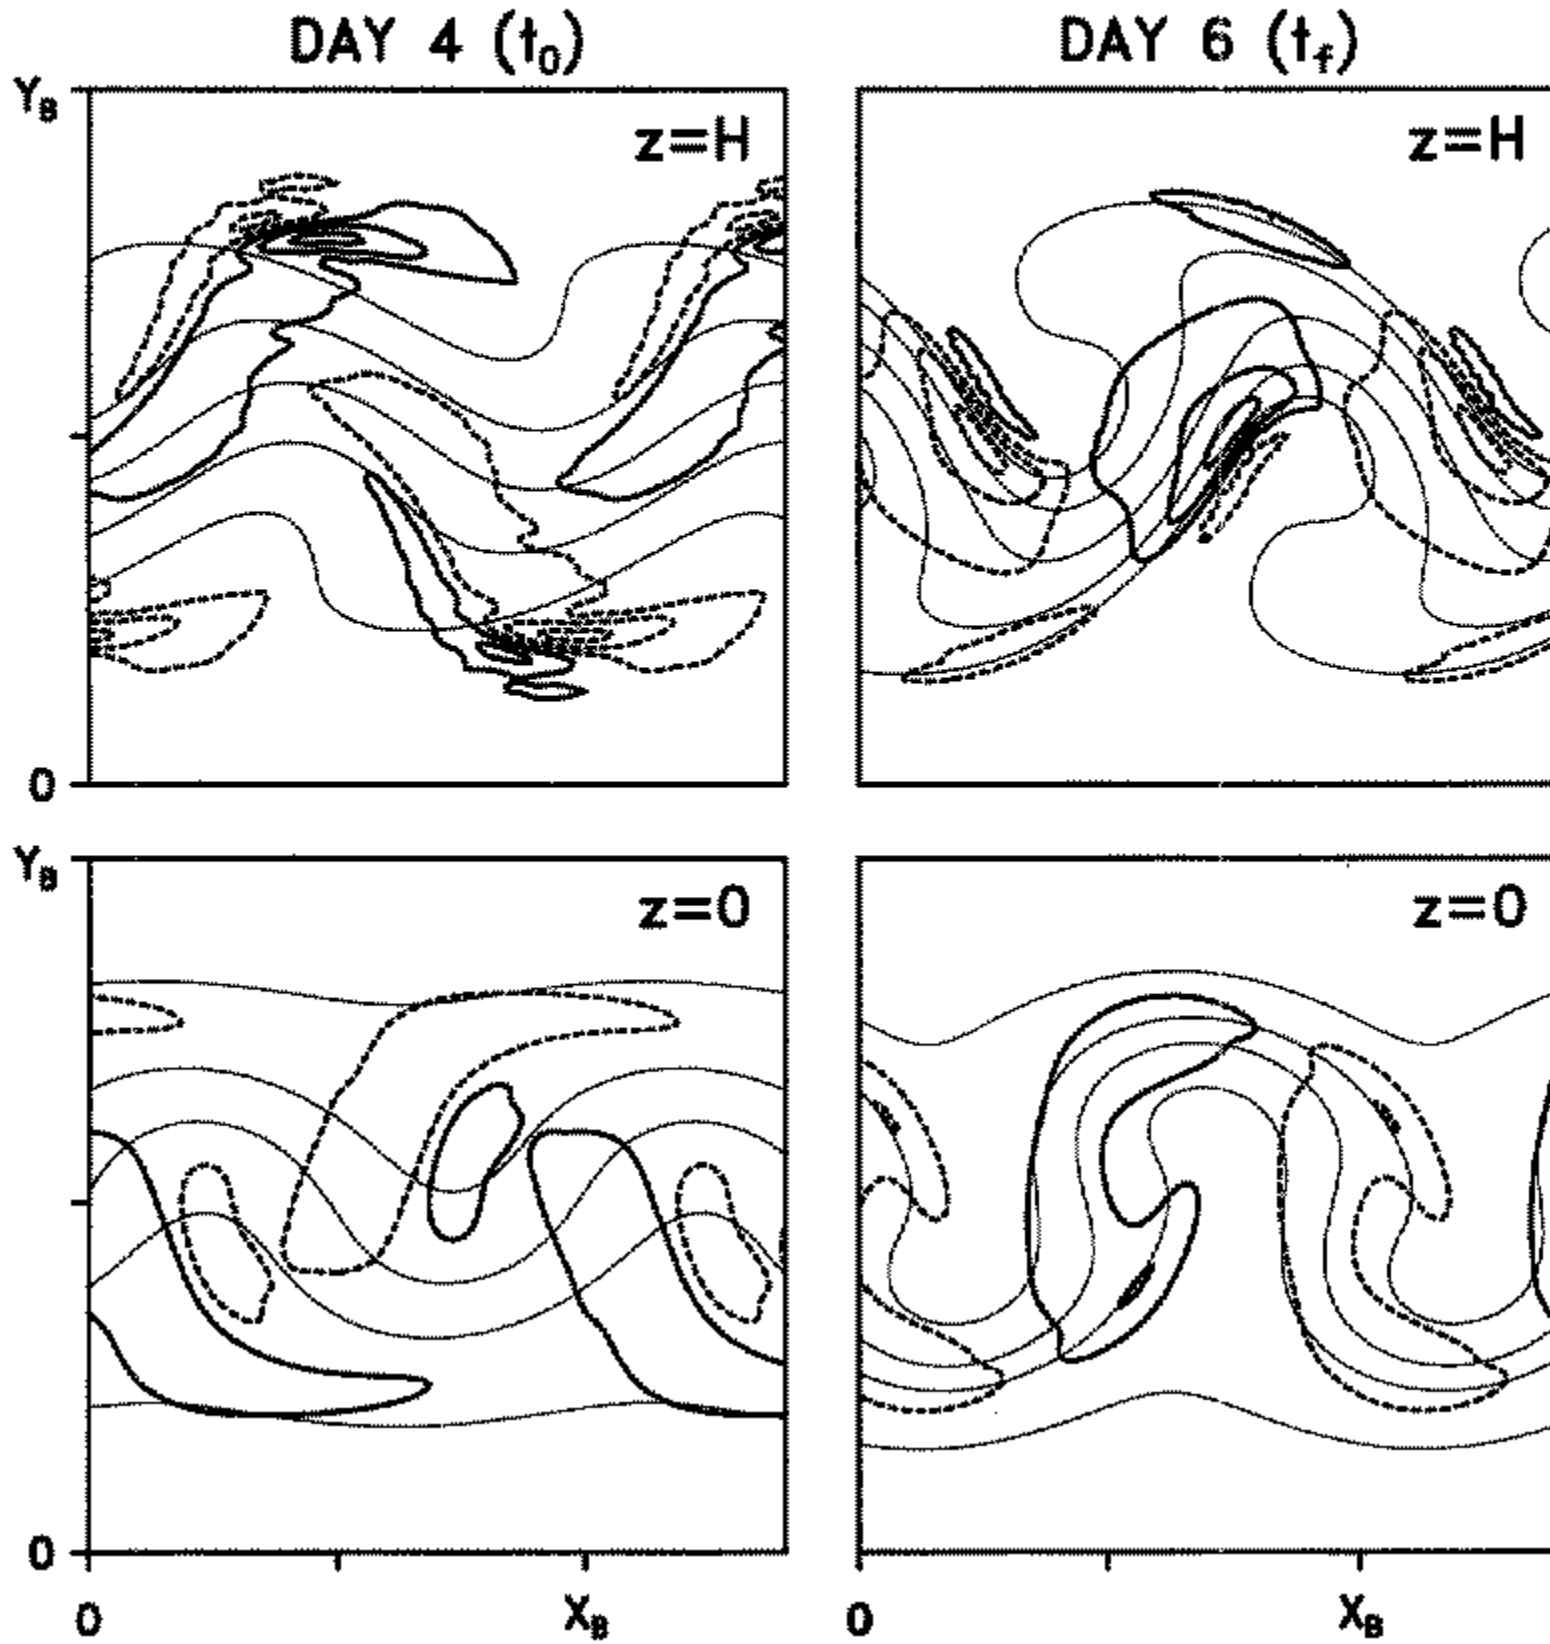 DAY 4 (t₀)
DAY 6 (t_f)
Y_B
z=H
z=H
0
Y_B
z=0
z=0
0
0
X_B
0
X_B